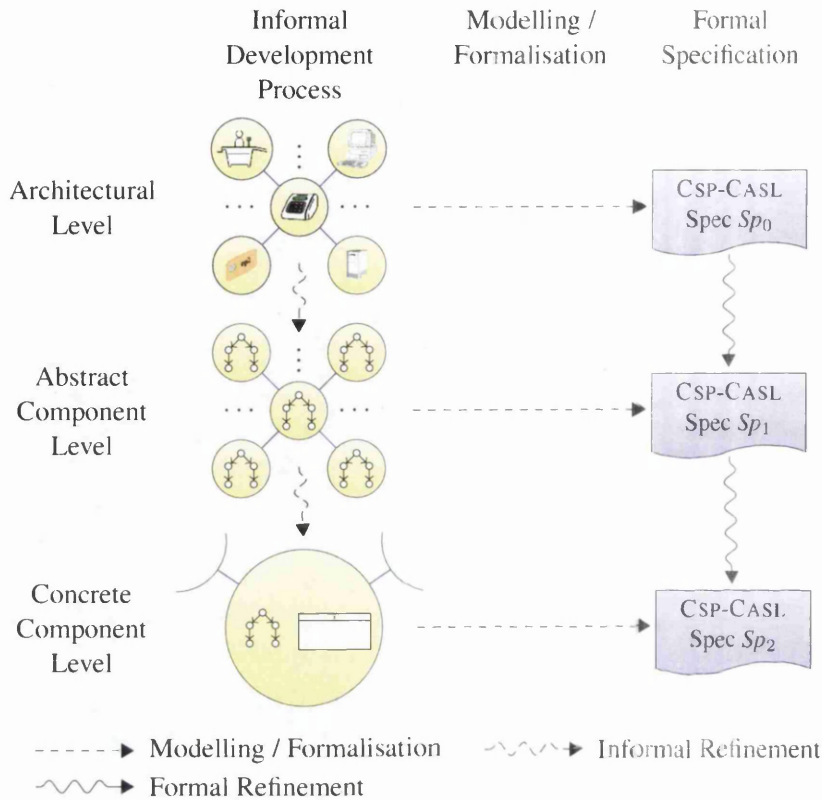 Informal
Development
Process
Modelling /
Formalisation
Formal
Specification
Architectural
Level
CSP-CASL
Spec Sp₀
Abstract
Component
Level
CSP-CASL
Spec Sp₁
Concrete
Component
Level
CSP-CASL
Spec Sp₂
Modelling / Formalisation
Informal Refinement
Formal Refinement